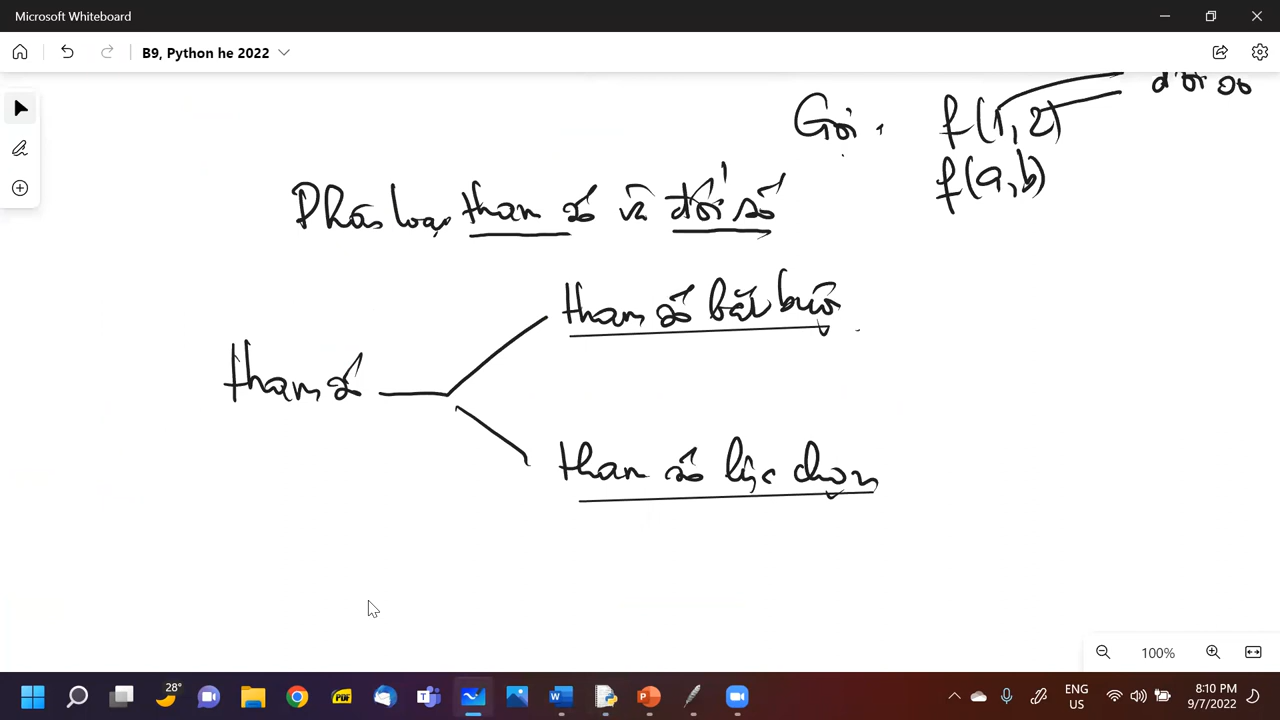 Microsoft Whiteboard
B9, Python he 2022
đối số
Gọi: f(1, 2)
f(a, b)
Phân loại tham số và đối số
tham số bắt buộc
tham số
tham số lựa chọn
100%
28°
PDF
ENG
US
8:10 PM
9/7/2022